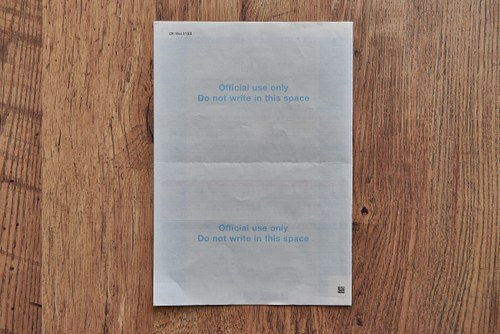 Official use only
Do not write in this space
Official use only
Do not write in this space